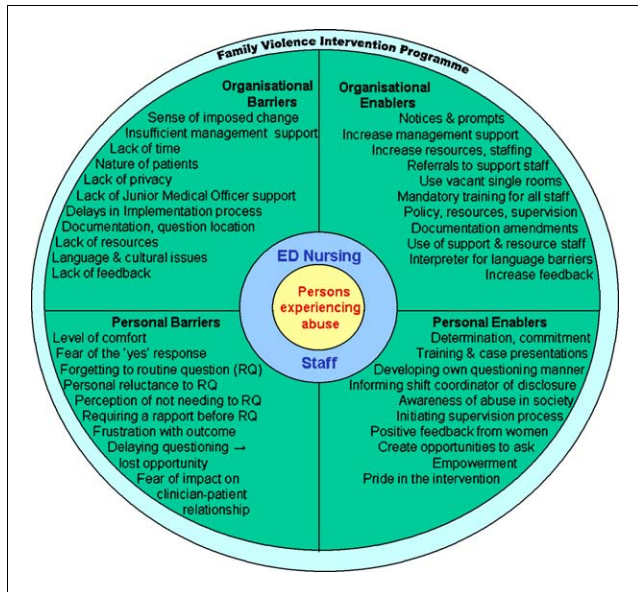 Family Violence Intervention Programme
Organisational
Barriers
Sense of imposed change
Insufficient management support
Lack of time
Nature of patients
Lack of privacy
Lack of Junior Medical Officer support
Delays in Implementation process
Documentation, question location
Lack of resources
Language & cultural issues
Lack of feedback
Organisational
Enablers
Notices & prompts
Increase management support
Increase resources, staffing
Referrals to support staff
Use vacant single rooms
Mandatory training for all staff
Policy, resources, supervision
Documentation amendments
Use of support & resource staff
Interpreter for language barriers
Increase feedback
ED Nursing
Persons
experiencing
abuse
Staff
Personal Barriers
Level of comfort
Fear of the 'yes' response
Forgetting to routine question (RQ)
Personal reluctance to RQ
Perception of not needing to RQ
Requiring a rapport before RQ
Frustration with outcome
Delaying questioning →
lost opportunity
Fear of impact on
clinician-patient
relationship
Personal Enablers
Determination, commitment
Training & case presentations
Developing own questioning manner
Informing shift coordinator of disclosure
Awareness of abuse in society
Initiating supervision process
Positive feedback from women
Create opportunities to ask
Empowerment
Pride in the intervention